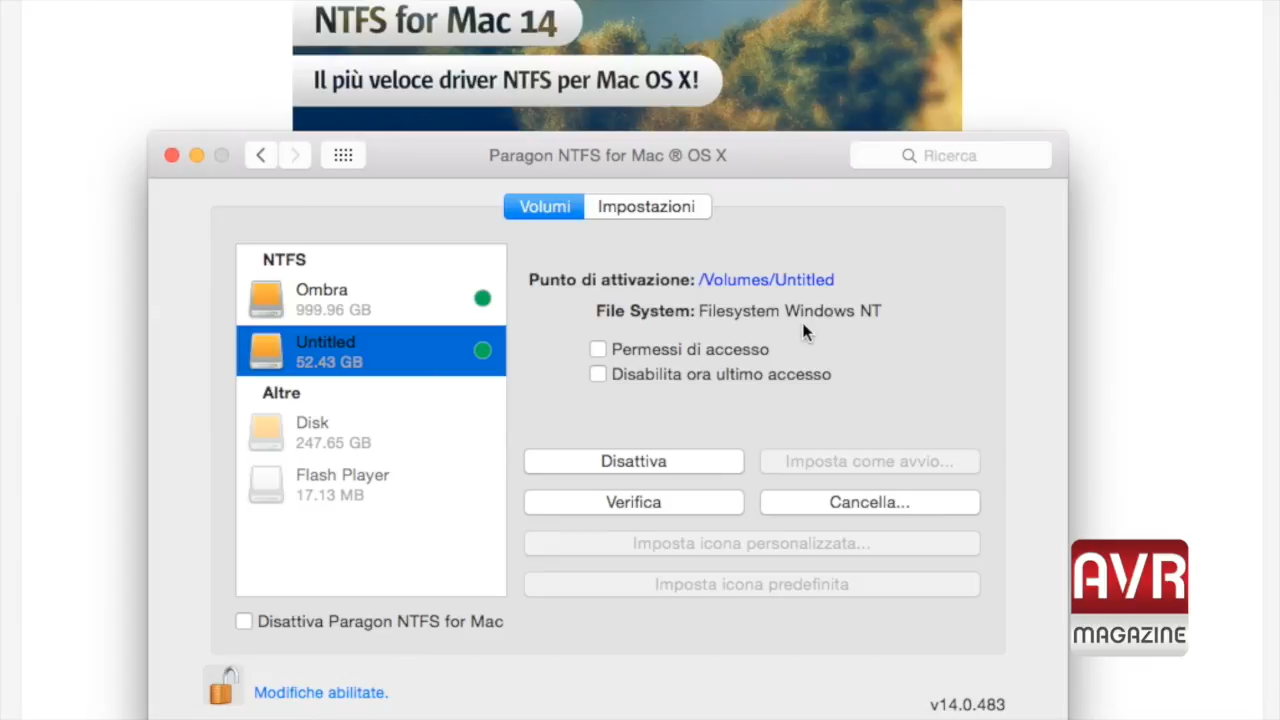 NTFS for Mac 14
Il più veloce driver NTFS per Mac OS X!
Paragon NTFS for Mac ® OS X
Ricerca
Volumi
Impostazioni
NTFS
Ombra
999.96 GB
Untitled
52.43 GB
Altre
Disk
247.65 GB
Flash Player
17.13 MB
Punto di attivazione: /Volumes/Untitled
File System: Filesystem Windows NT
Permessi di accesso
Disabilita ora ultimo accesso
Disattiva
Imposta come avvio...
Verifica
Cancella...
Imposta icona personalizzata...
Imposta icona predefinita
Disattiva Paragon NTFS for Mac
Modifiche abilitate.
v14.0.483
AVR
MAGAZINE